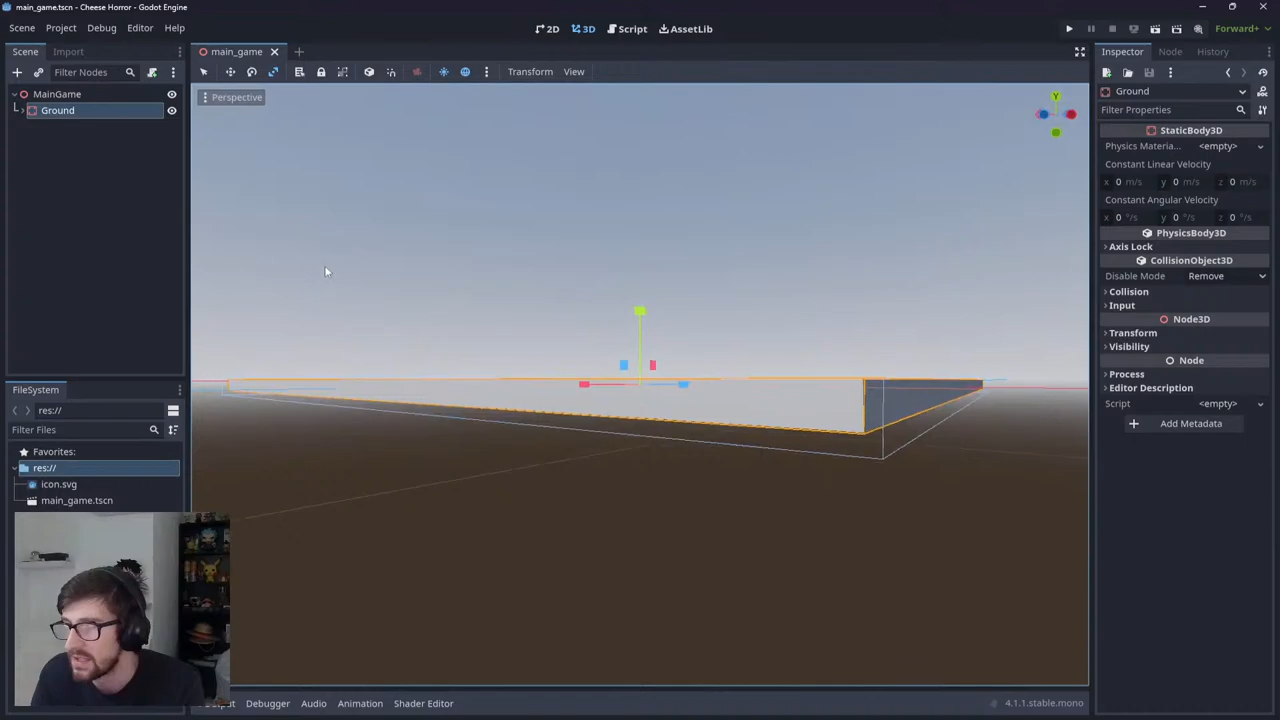 main_game.tscn - Cheese Horror - Godot Engine
Scene Project Debug Editor Help
2D 3D Script AssetLib
Forward+
Scene Import
main_game
Inspector Node History
Filter Nodes
Transform View
MainGame
Ground
Perspective
Y
Ground
Filter Properties
StaticBody3D
Physics Materia... <empty>
Constant Linear Velocity
x 0 m/s y 0 m/s z 0 m/s
Constant Angular Velocity
x 0 °/s y 0 °/s z 0 °/s
PhysicsBody3D
Axis Lock
CollisionObject3D
Disable Mode Remove
Collision
Input
Node3D
Transform
Visibility
Node
Process
Editor Description
Script <empty>
Add Metadata
FileSystem
res://
Filter Files
Favorites:
res://
icon.svg
main_game.tscn
Debugger Audio Animation Shader Editor
4.1.1.stable.mono